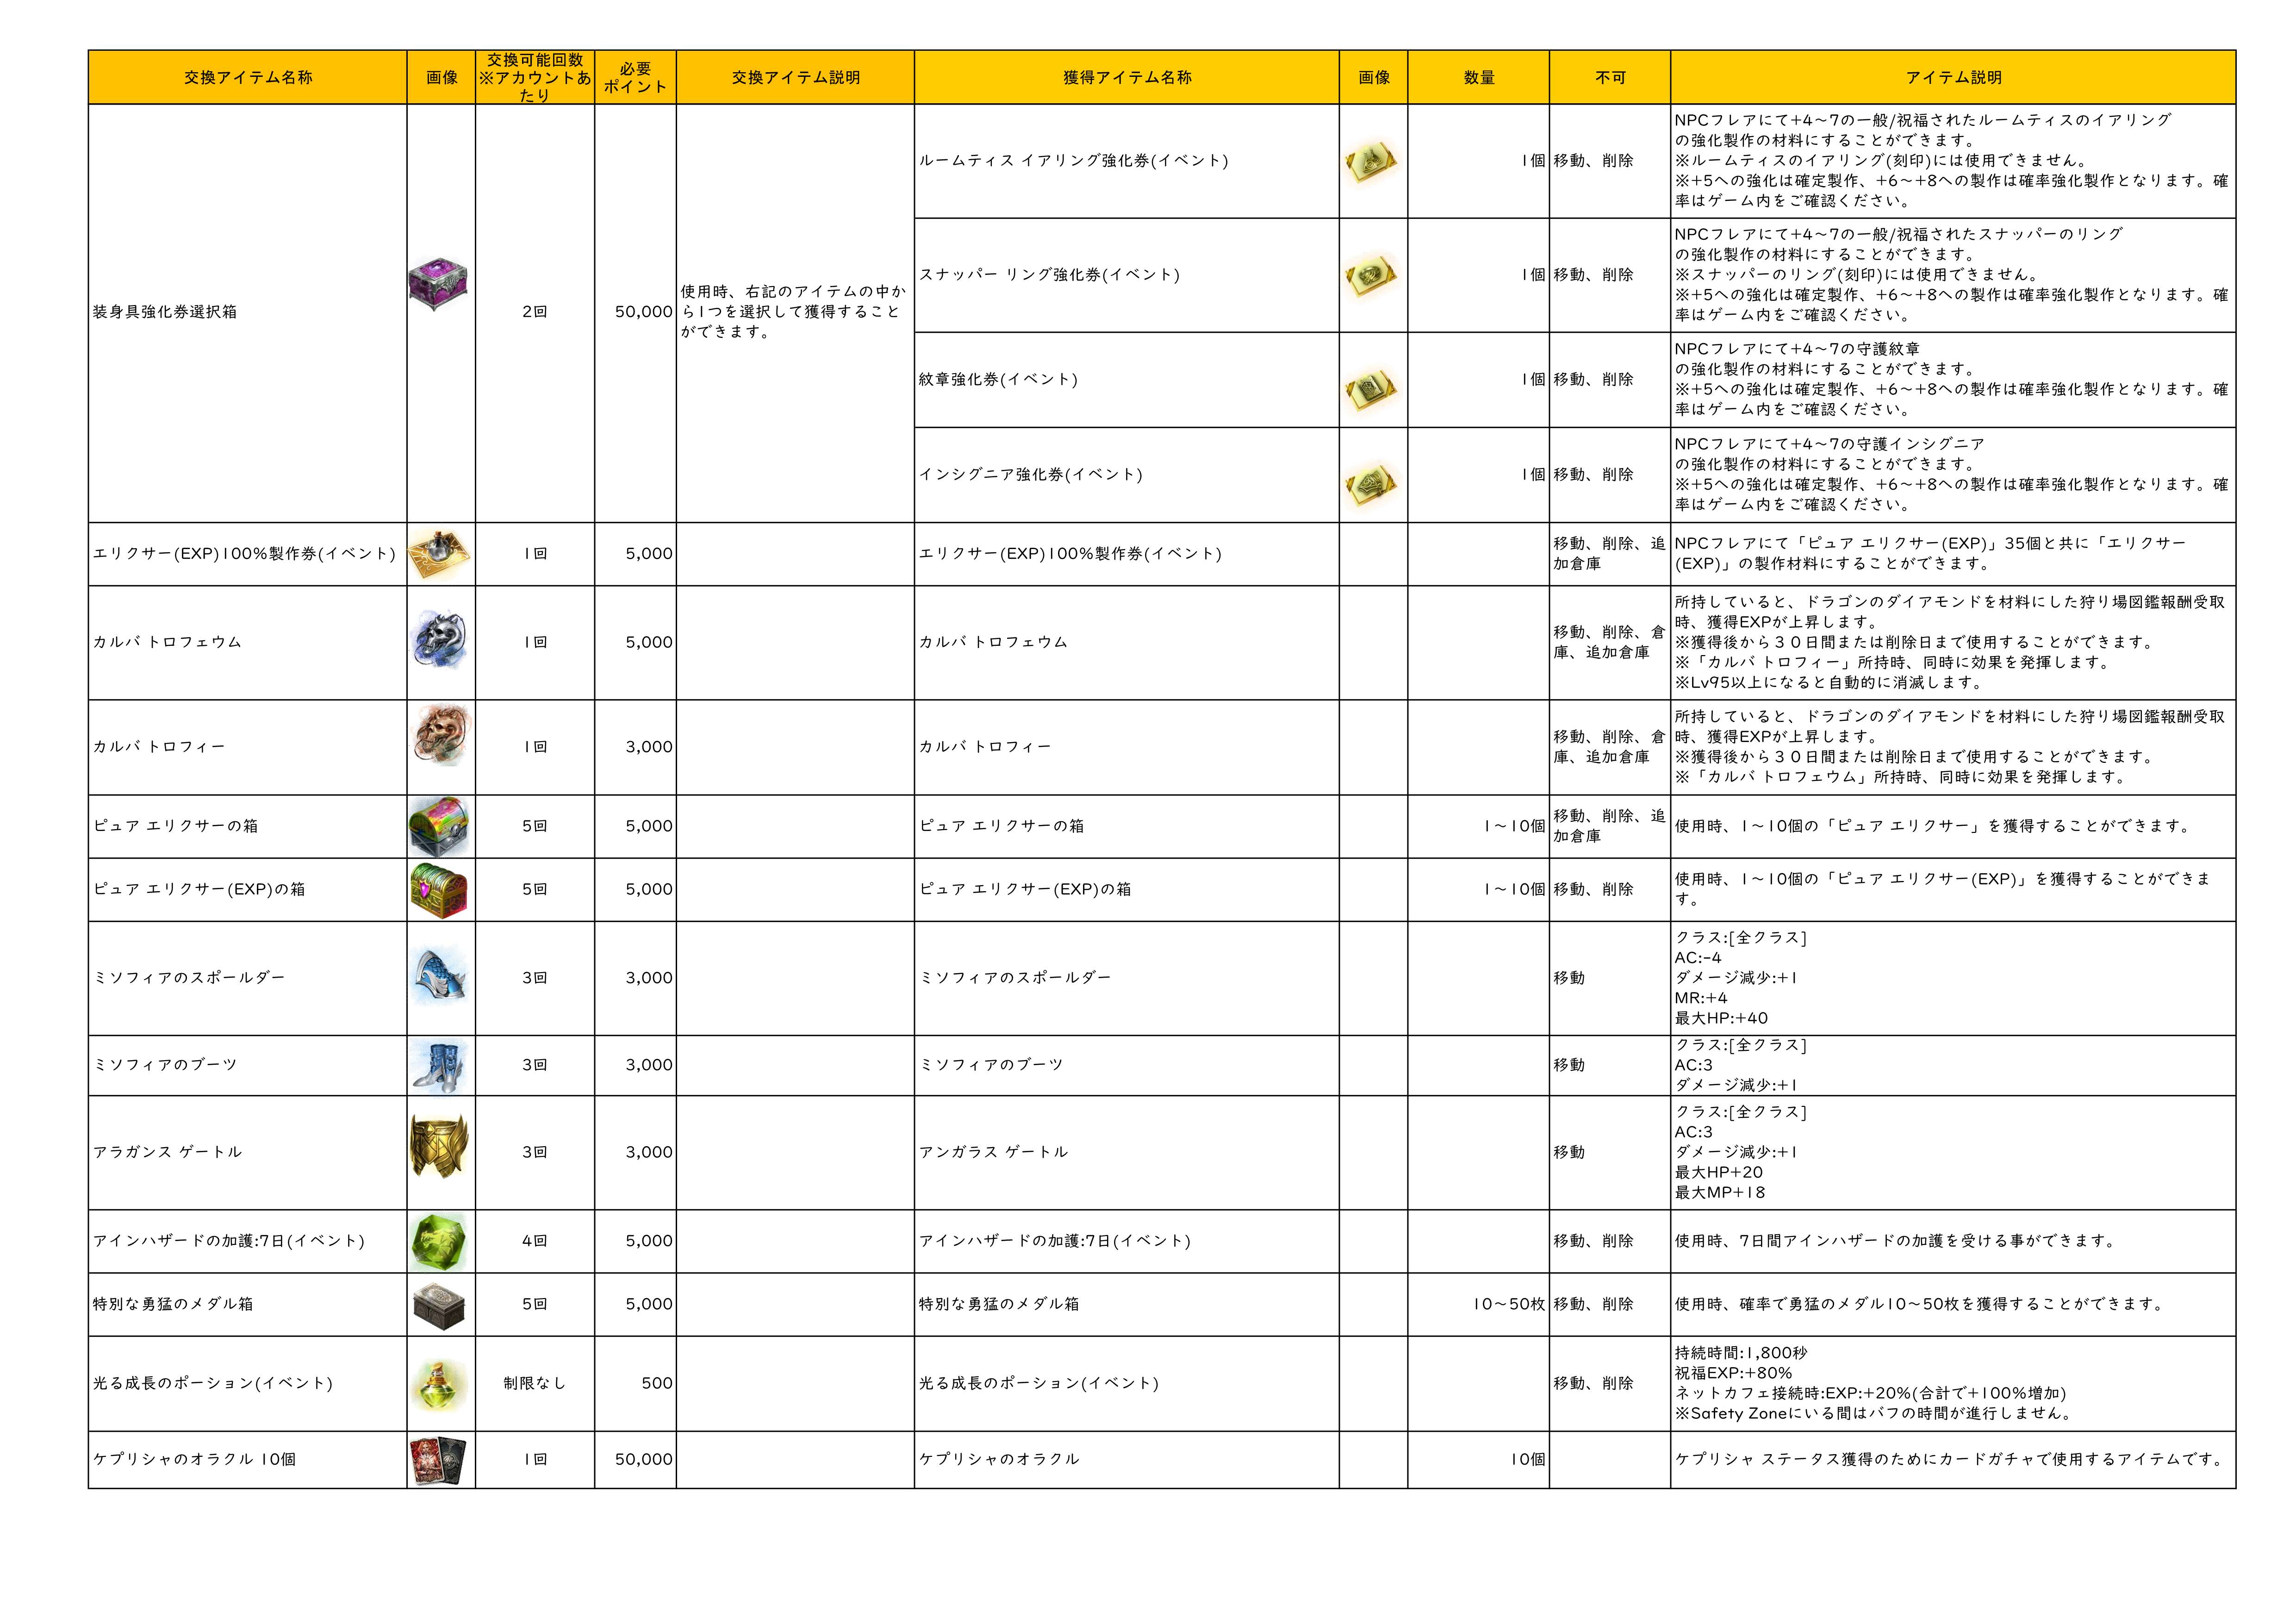 交換アイテム名称
画像
交換可能回数
※アカウントあ
たり
必要
ポイント
交換アイテム説明
獲得アイテム名称
画像
数量
不可
アイテム説明
装身具強化券選択箱
2回
50,000
使用時、右記のアイテムの中か
ら1つを選択して獲得すること
ができます。
ルームティス イアリング強化券(イベント)
1個
移動、削除
NPCフレアにて+4~7の一般/祝福されたルームティスのイアリング
の強化製作の材料にすることができます。
※ルームティスのイアリング(刻印)には使用できません。
※+5への強化は確定製作、+6~+8への製作は確率強化製作となります。確
率はゲーム内をご確認ください。
スナッパー リング強化券(イベント)
1個
移動、削除
NPCフレアにて+4~7の一般/祝福されたスナッパーのリング
の強化製作の材料にすることができます。
※スナッパーのリング(刻印)には使用できません。
※+5への強化は確定製作、+6~+8への製作は確率強化製作となります。確
率はゲーム内をご確認ください。
紋章強化券(イベント)
1個
移動、削除
NPCフレアにて+4~7の守護紋章
の強化製作の材料にすることができます。
※+5への強化は確定製作、+6~+8への製作は確率強化製作となります。確
率はゲーム内をご確認ください。
インシグニア強化券(イベント)
1個
移動、削除
NPCフレアにて+4~7の守護インシグニア
の強化製作の材料にすることができます。
※+5への強化は確定製作、+6~+8への製作は確率強化製作となります。確
率はゲーム内をご確認ください。
エリクサー(EXP)100%製作券(イベント)
1回
5,000
エリクサー(EXP)100%製作券(イベント)
移動、削除、追
加倉庫
NPCフレアにて「ピュア エリクサー(EXP)」35個と共に「エリクサー
(EXP)」の製作材料にすることができます。
カルバ トロフェウム
1回
5,000
カルバ トロフェウム
移動、削除、倉
庫、追加倉庫
所持していると、ドラゴンのダイアモンドを材料にした狩り場図鑑報酬受取
時、獲得EXPが上昇します。
※獲得後から３０日間または削除日まで使用することができます。
※「カルバ トロフィー」所持時、同時に効果を発揮します。
※Lv95以上になると自動的に消滅します。
カルバ トロフィー
1回
3,000
カルバ トロフィー
移動、削除、倉
庫、追加倉庫
所持していると、ドラゴンのダイアモンドを材料にした狩り場図鑑報酬受取
時、獲得EXPが上昇します。
※獲得後から３０日間または削除日まで使用することができます。
※「カルバ トロフェウム」所持時、同時に効果を発揮します。
ピュア エリクサーの箱
5回
5,000
ピュア エリクサーの箱
1~10個
移動、削除、追
加倉庫
使用時、1~10個の「ピュア エリクサー」を獲得することができます。
ピュア エリクサー(EXP)の箱
5回
5,000
ピュア エリクサー(EXP)の箱
1~10個
移動、削除
使用時、1~10個の「ピュア エリクサー(EXP)」を獲得することができま
す。
ミソフィアのスポールダー
3回
3,000
ミソフィアのスポールダー
移動
クラス:[全クラス]
AC:-4
ダメージ減少:+1
MR:+4
最大HP:+40
ミソフィアのブーツ
3回
3,000
ミソフィアのブーツ
移動
クラス:[全クラス]
AC:3
ダメージ減少:+1
アラガンス ゲートル
3回
3,000
アンガラス ゲートル
移動
クラス:[全クラス]
AC:3
ダメージ減少:+1
最大HP+20
最大MP+18
アインハザードの加護:7日(イベント)
4回
5,000
アインハザードの加護:7日(イベント)
移動、削除
使用時、7日間アインハザードの加護を受ける事ができます。
特別な勇猛のメダル箱
5回
5,000
特別な勇猛のメダル箱
10~50枚
移動、削除
使用時、確率で勇猛のメダル10~50枚を獲得することができます。
光る成長のポーション(イベント)
制限なし
500
光る成長のポーション(イベント)
移動、削除
持続時間:1,800秒
祝福EXP:+80%
ネットカフェ接続時:EXP:+20%(合計で+100%増加)
※Safety Zoneにいる間はバフの時間が進行しません。
ケプリシャのオラクル 10個
1回
50,000
ケプリシャのオラクル
10個
ケプリシャ ステータス獲得のためにカードガチャで使用するアイテムです。